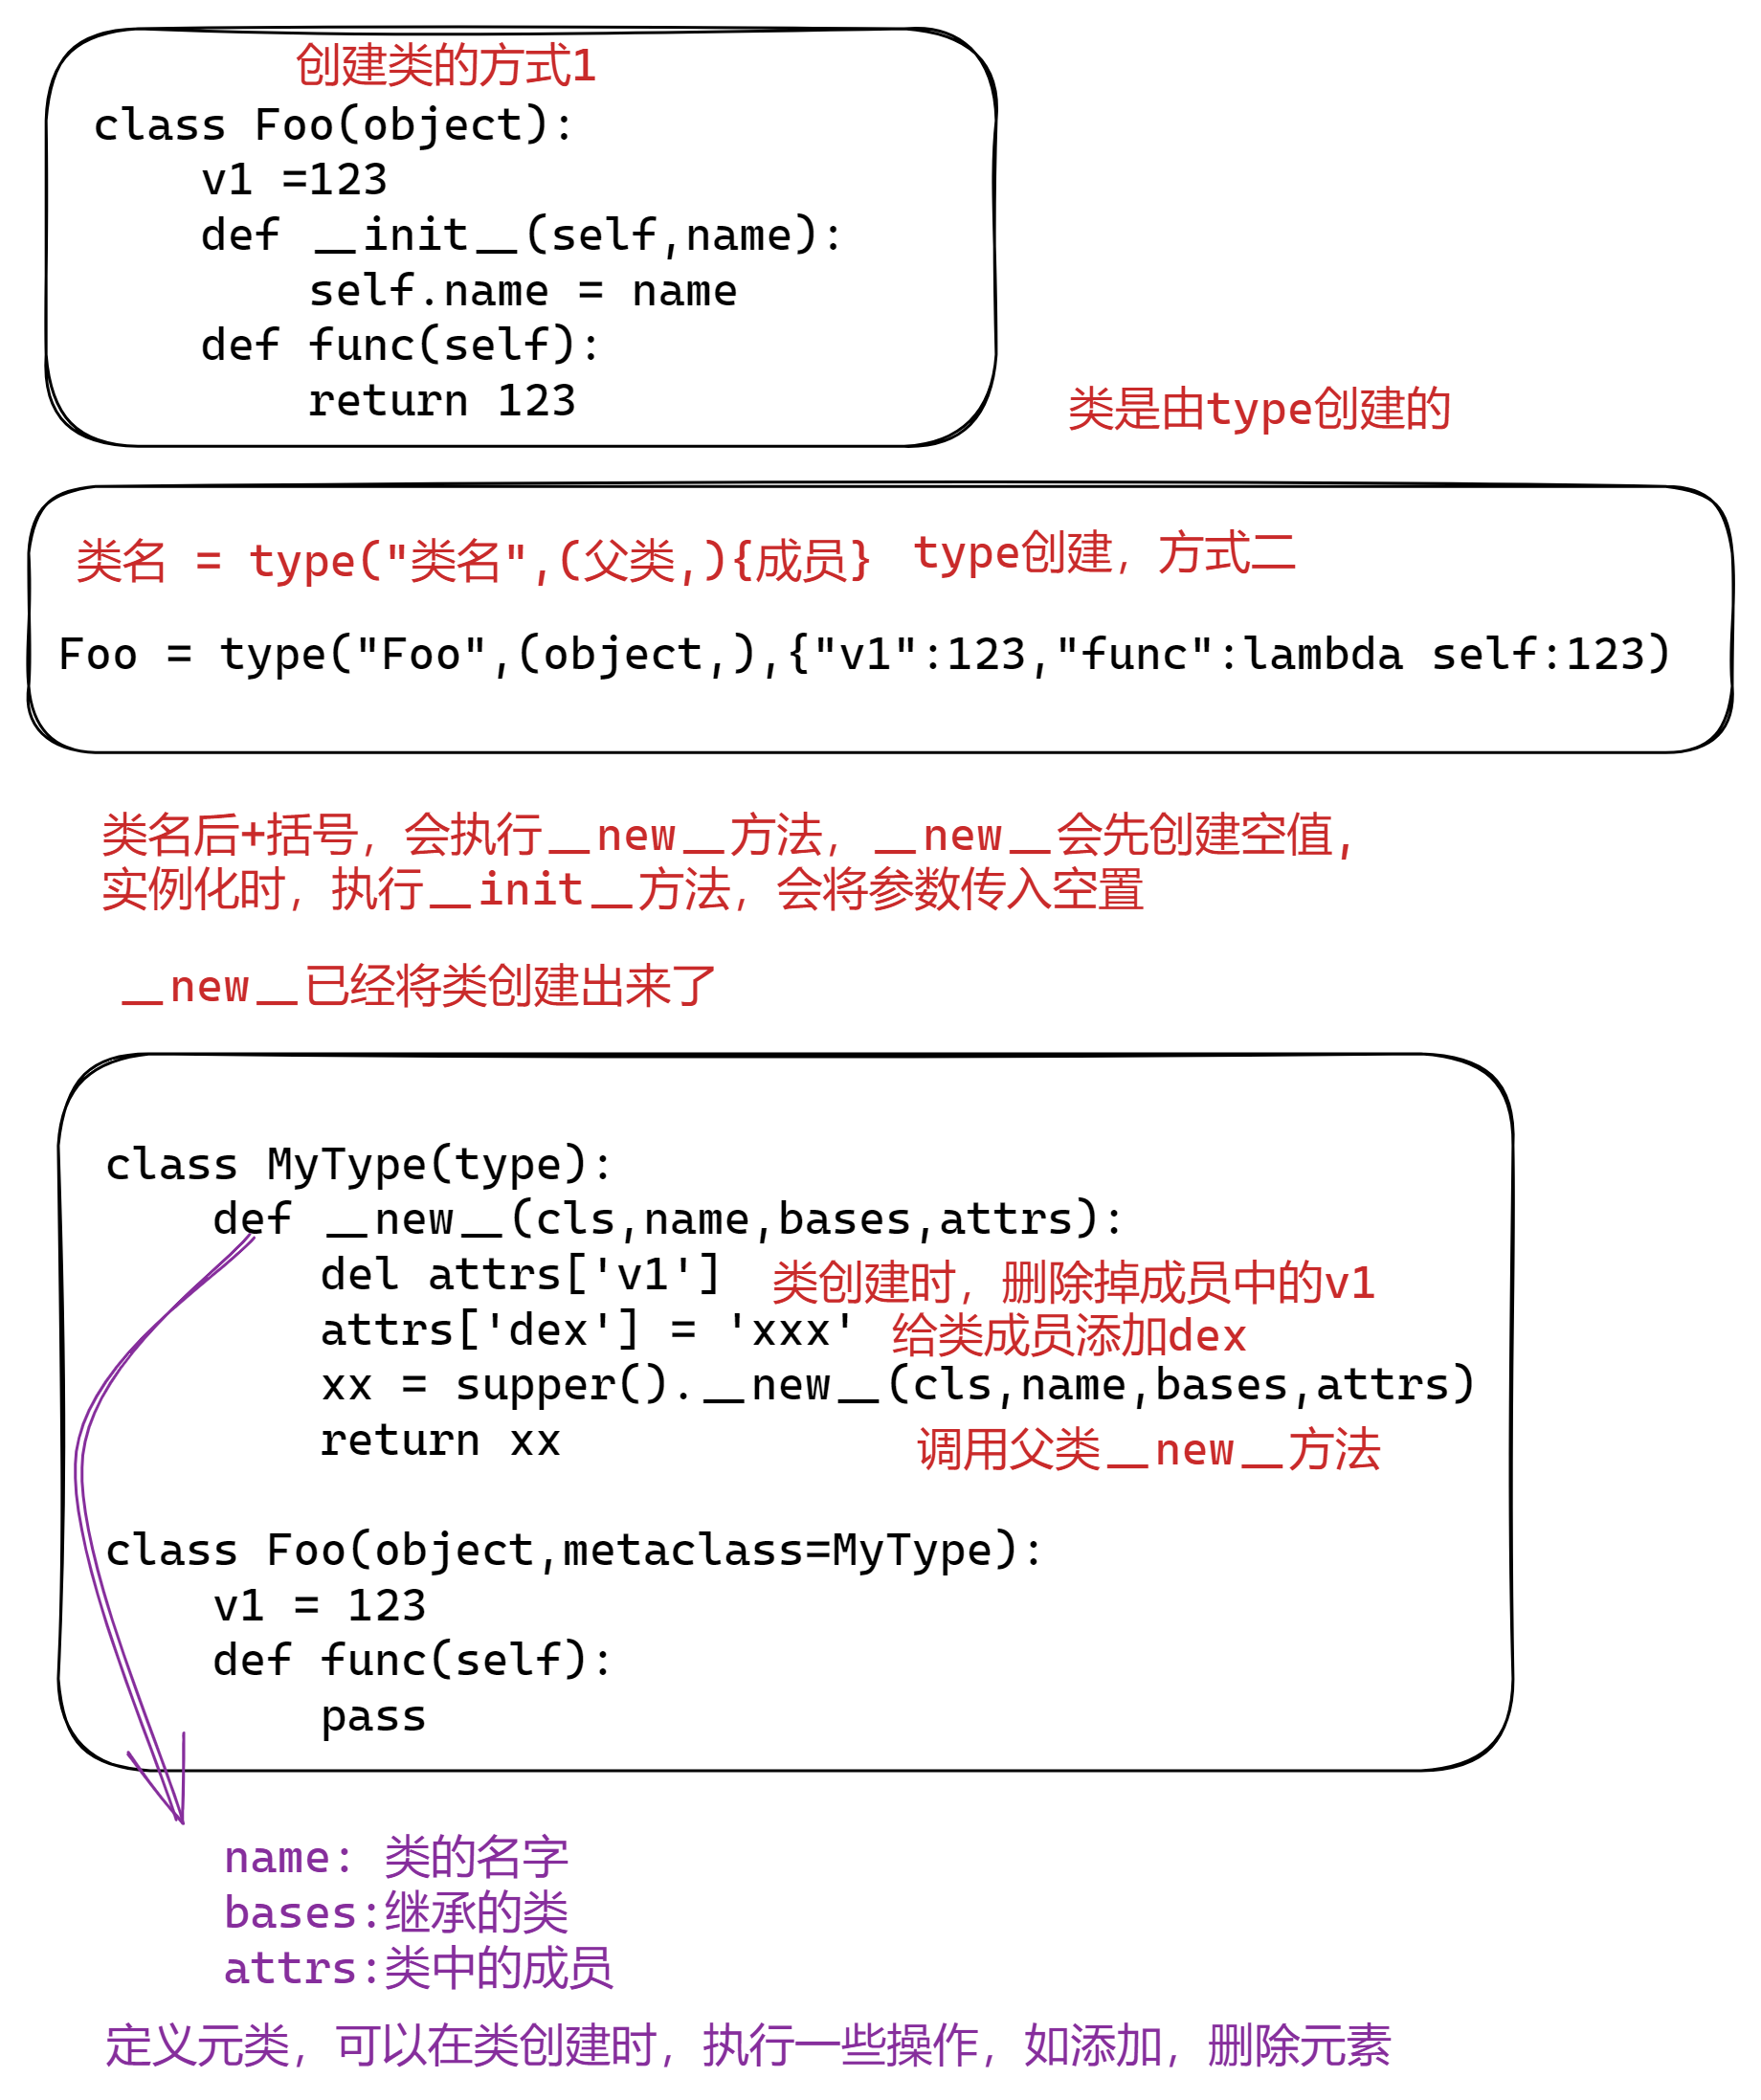 创建类的方式1
class Foo(object):
    v1 =123
    def __init__(self,name):
        self.name = name
    def func(self):
        return 123
类是由type创建的
类名 = type("类名",(父类,){成员}
type创建，方式二
Foo = type("Foo",(object,),{"v1":123,"func":lambda self:123)
类名后+括号，会执行__new__方法，__new__会先创建空值，
实例化时，执行__init__方法，会将参数传入空置
__new__已经将类创建出来了
class MyType(type):
    def __new__(cls,name,bases,attrs):
        del attrs['v1']
类创建时，删除掉成员中的v1
        attrs['dex'] = 'xxx'
给类成员添加dex
        xx = supper().__new__(cls,name,bases,attrs)
        return xx
调用父类__new__方法
class Foo(object,metaclass=MyType):
    v1 = 123
    def func(self):
        pass
name: 类的名字
bases:继承的类
attrs:类中的成员
定义元类，可以在类创建时，执行一些操作，如添加，删除元素